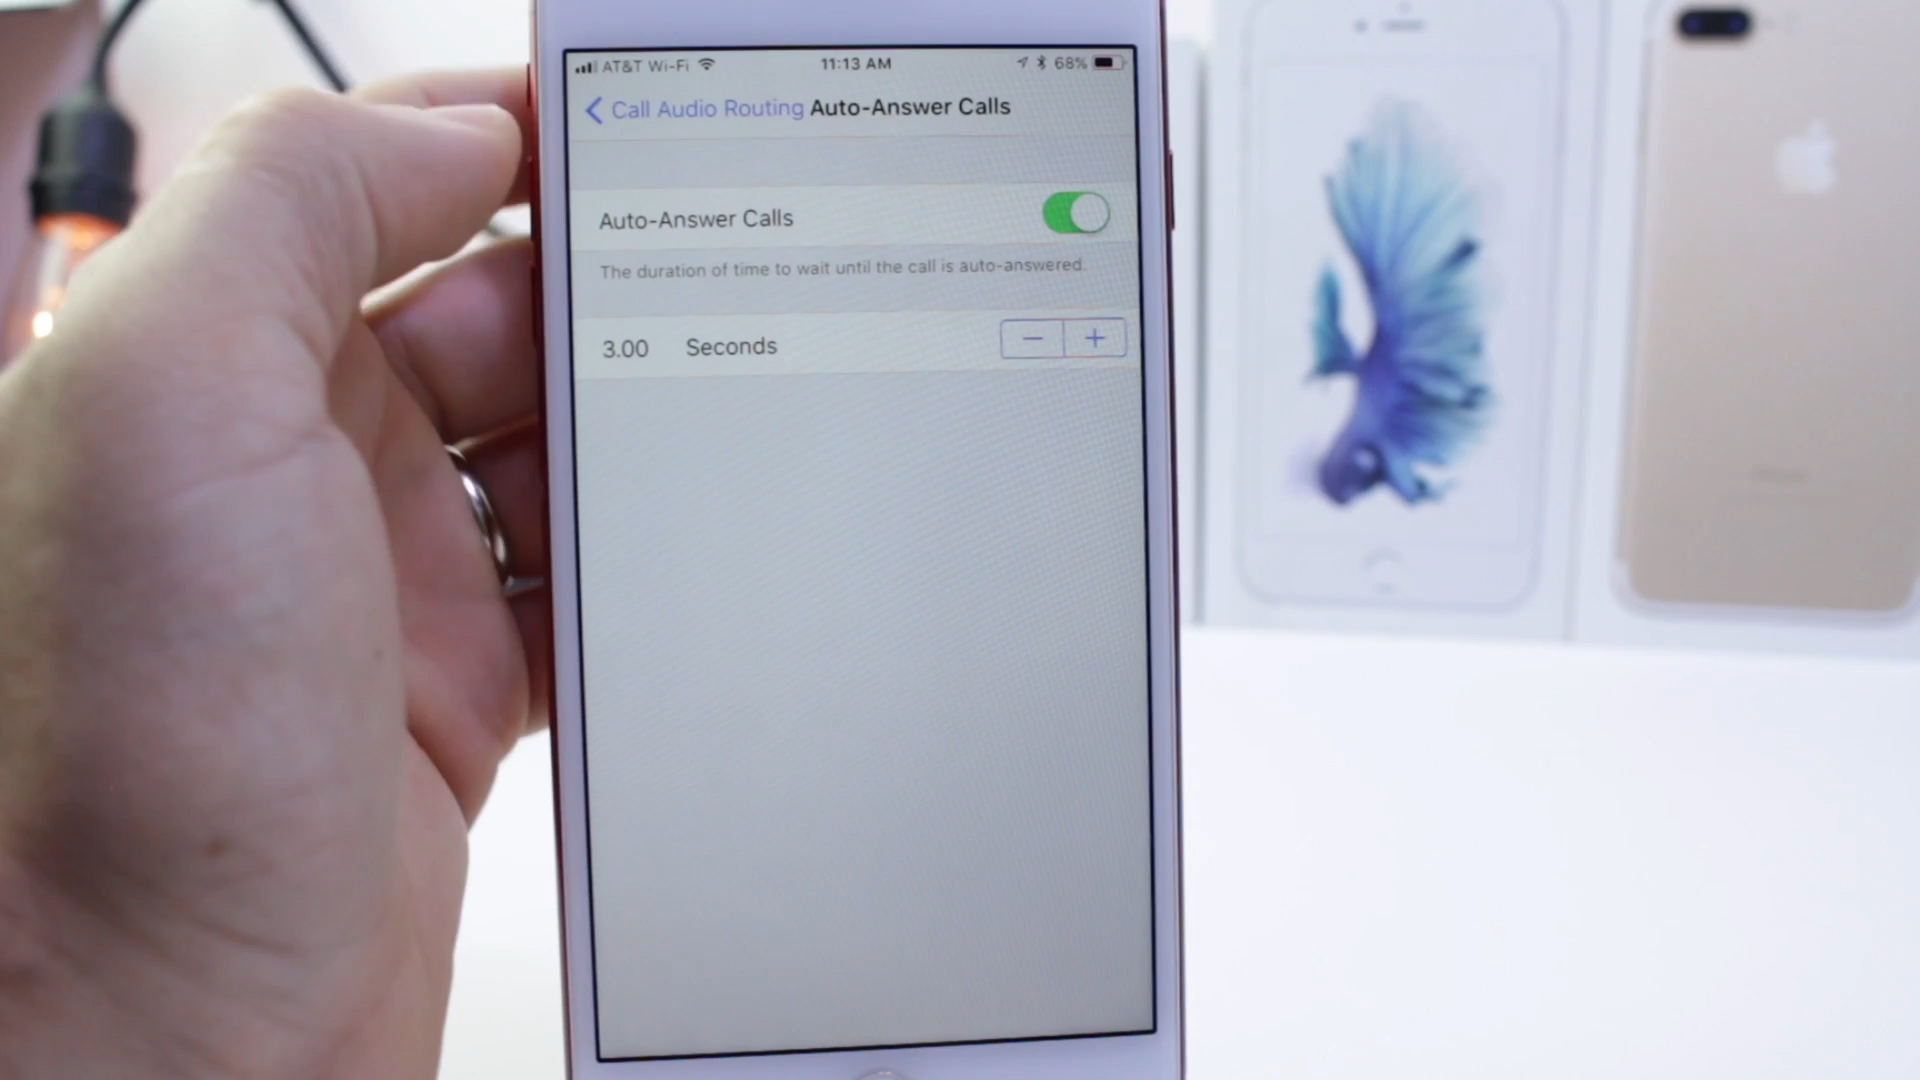 AT&T Wi-Fi 11:13 AM 68%
Call Audio Routing Auto-Answer Calls
Auto-Answer Calls
The duration of time to wait until the call is auto-answered.
3.00 Seconds − +